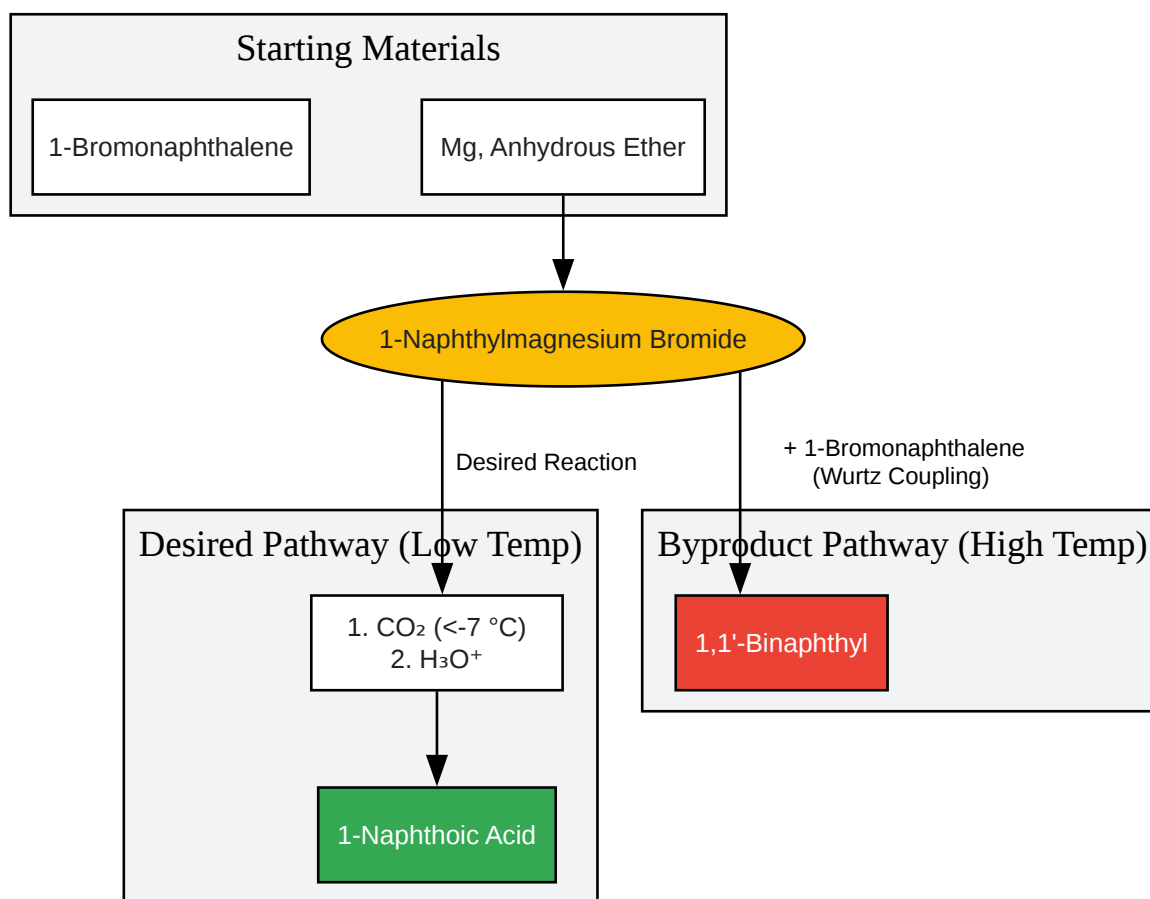 Starting Materials
1-Bromonaphthalene
Mg, Anhydrous Ether
1-Naphthylmagnesium Bromide
Desired Reaction
+ 1-Bromonaphthalene
(Wurtz Coupling)
Desired Pathway (Low Temp)
Byproduct Pathway (High Temp)
1. CO₂ (<-7 °C)
2. H₃O⁺
1,1'-Binaphthyl
1-Naphthoic Acid